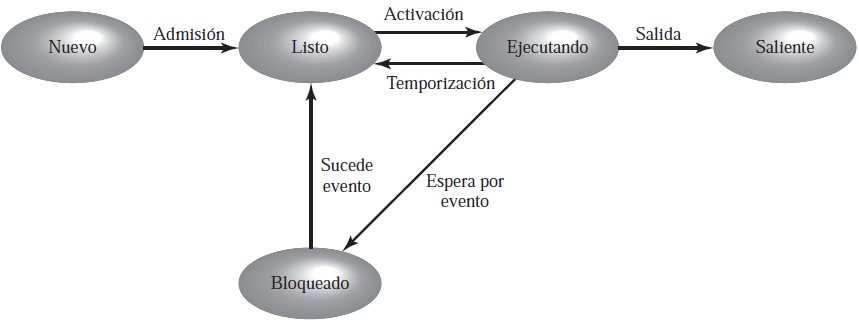 Nuevo
Admisión
Listo
Activación
Temporización
Ejecutando
Salida
Saliente
Sucede
evento
Espera por
evento
Bloqueado